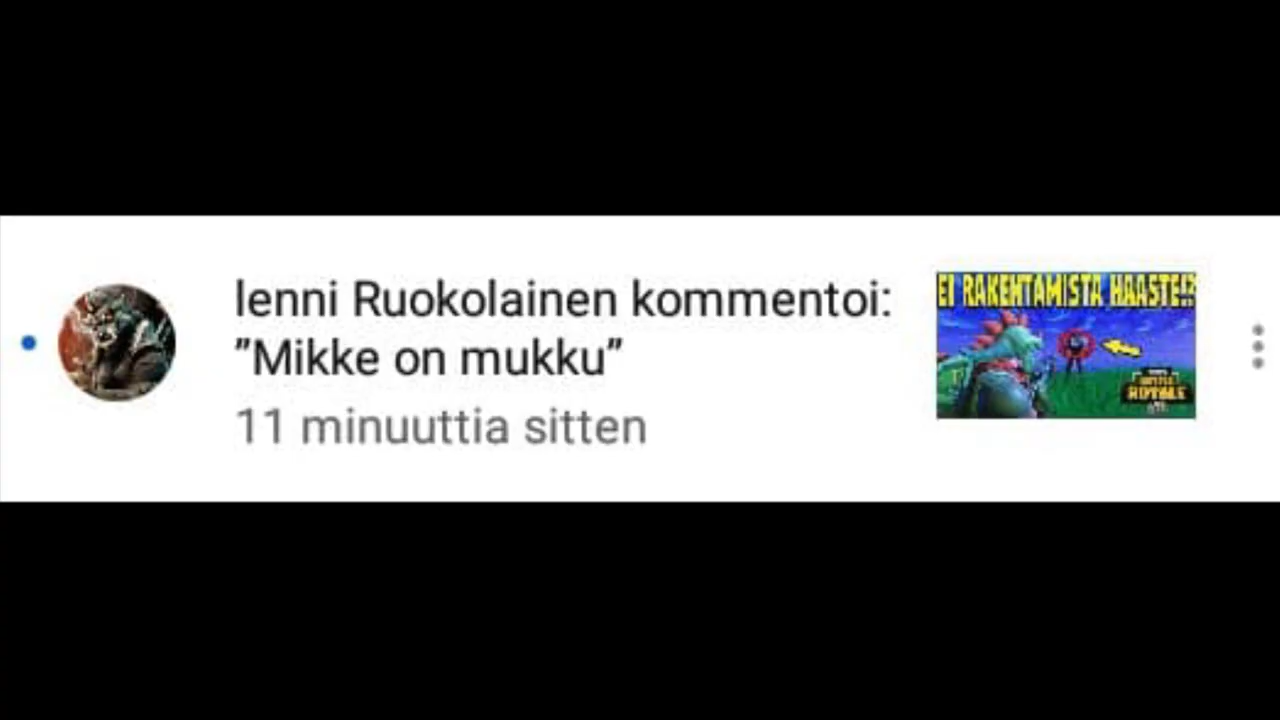 lenni Ruokolainen kommentoi:
”Mikke on mukku”
11 minuuttia sitten
EI RAKENTAMISTA HAASTE!?
BATTLE
ROYALE